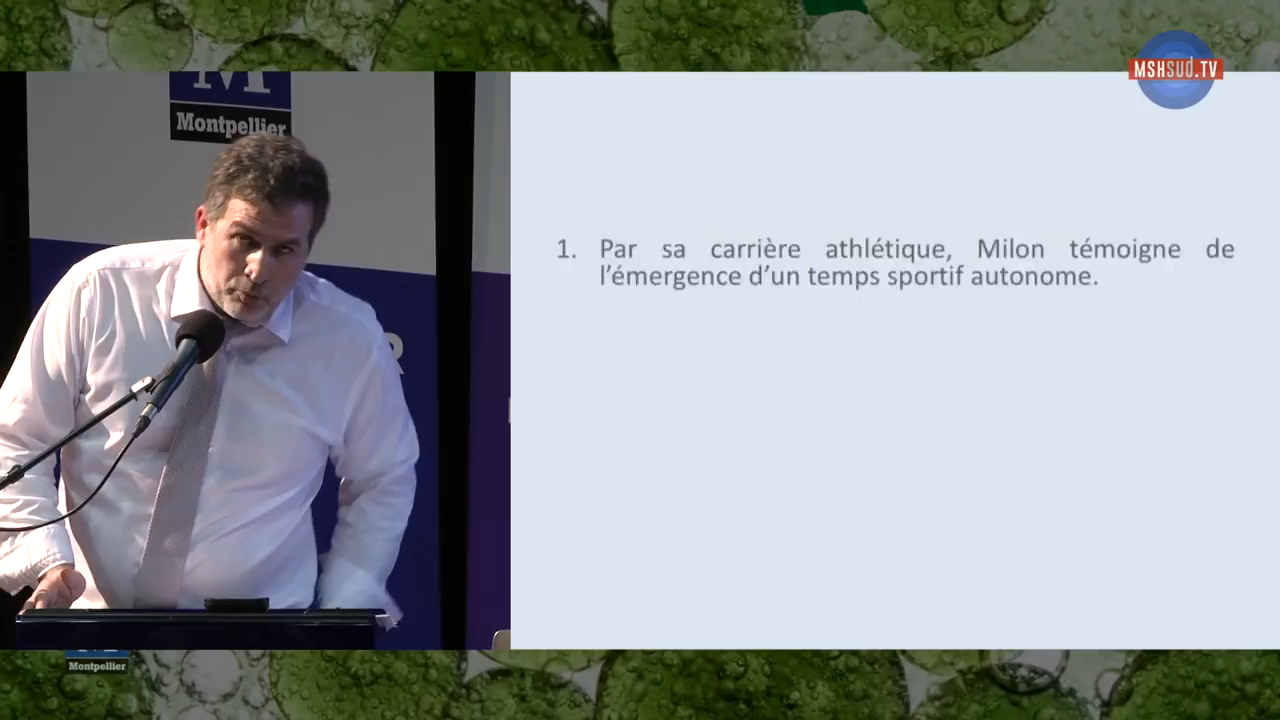 MSHSUD.TV
M
Montpellier
R
1. Par sa carrière athlétique, Milon témoigne de
l'émergence d'un temps sportif autonome.
Montpellier